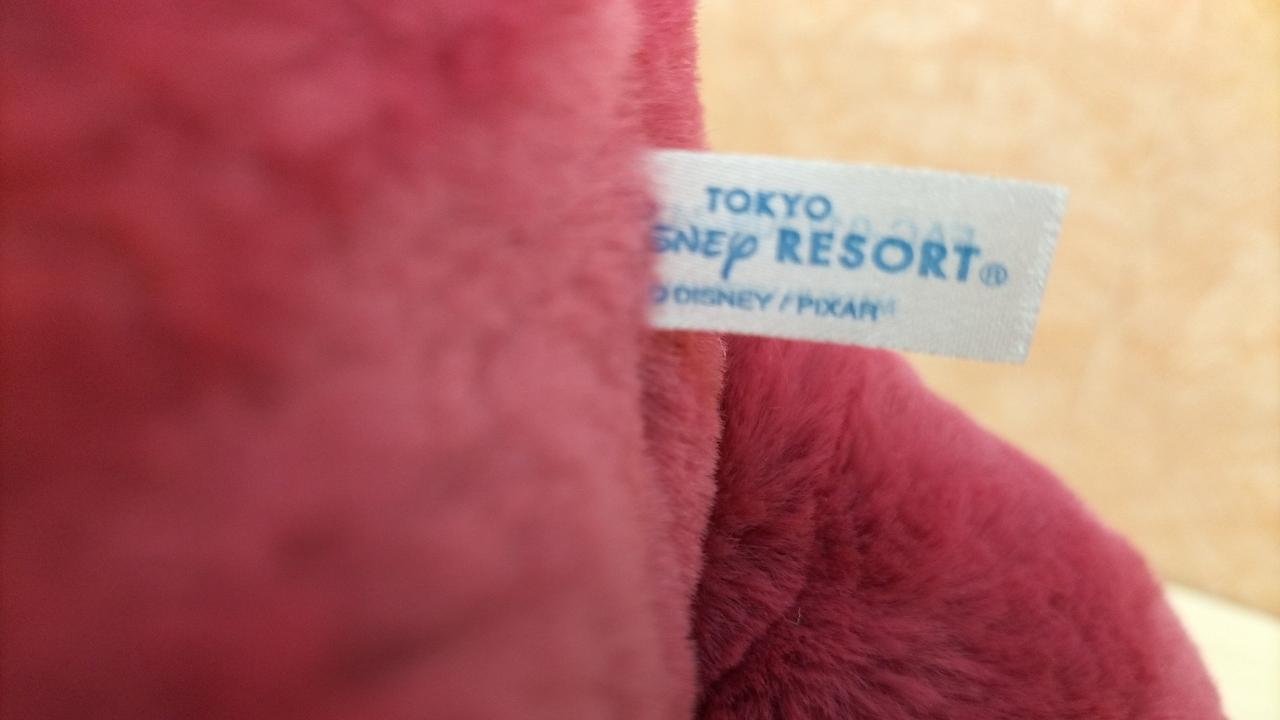 TOKYO
SNEY RESORT®
DISNEY / PIXAR